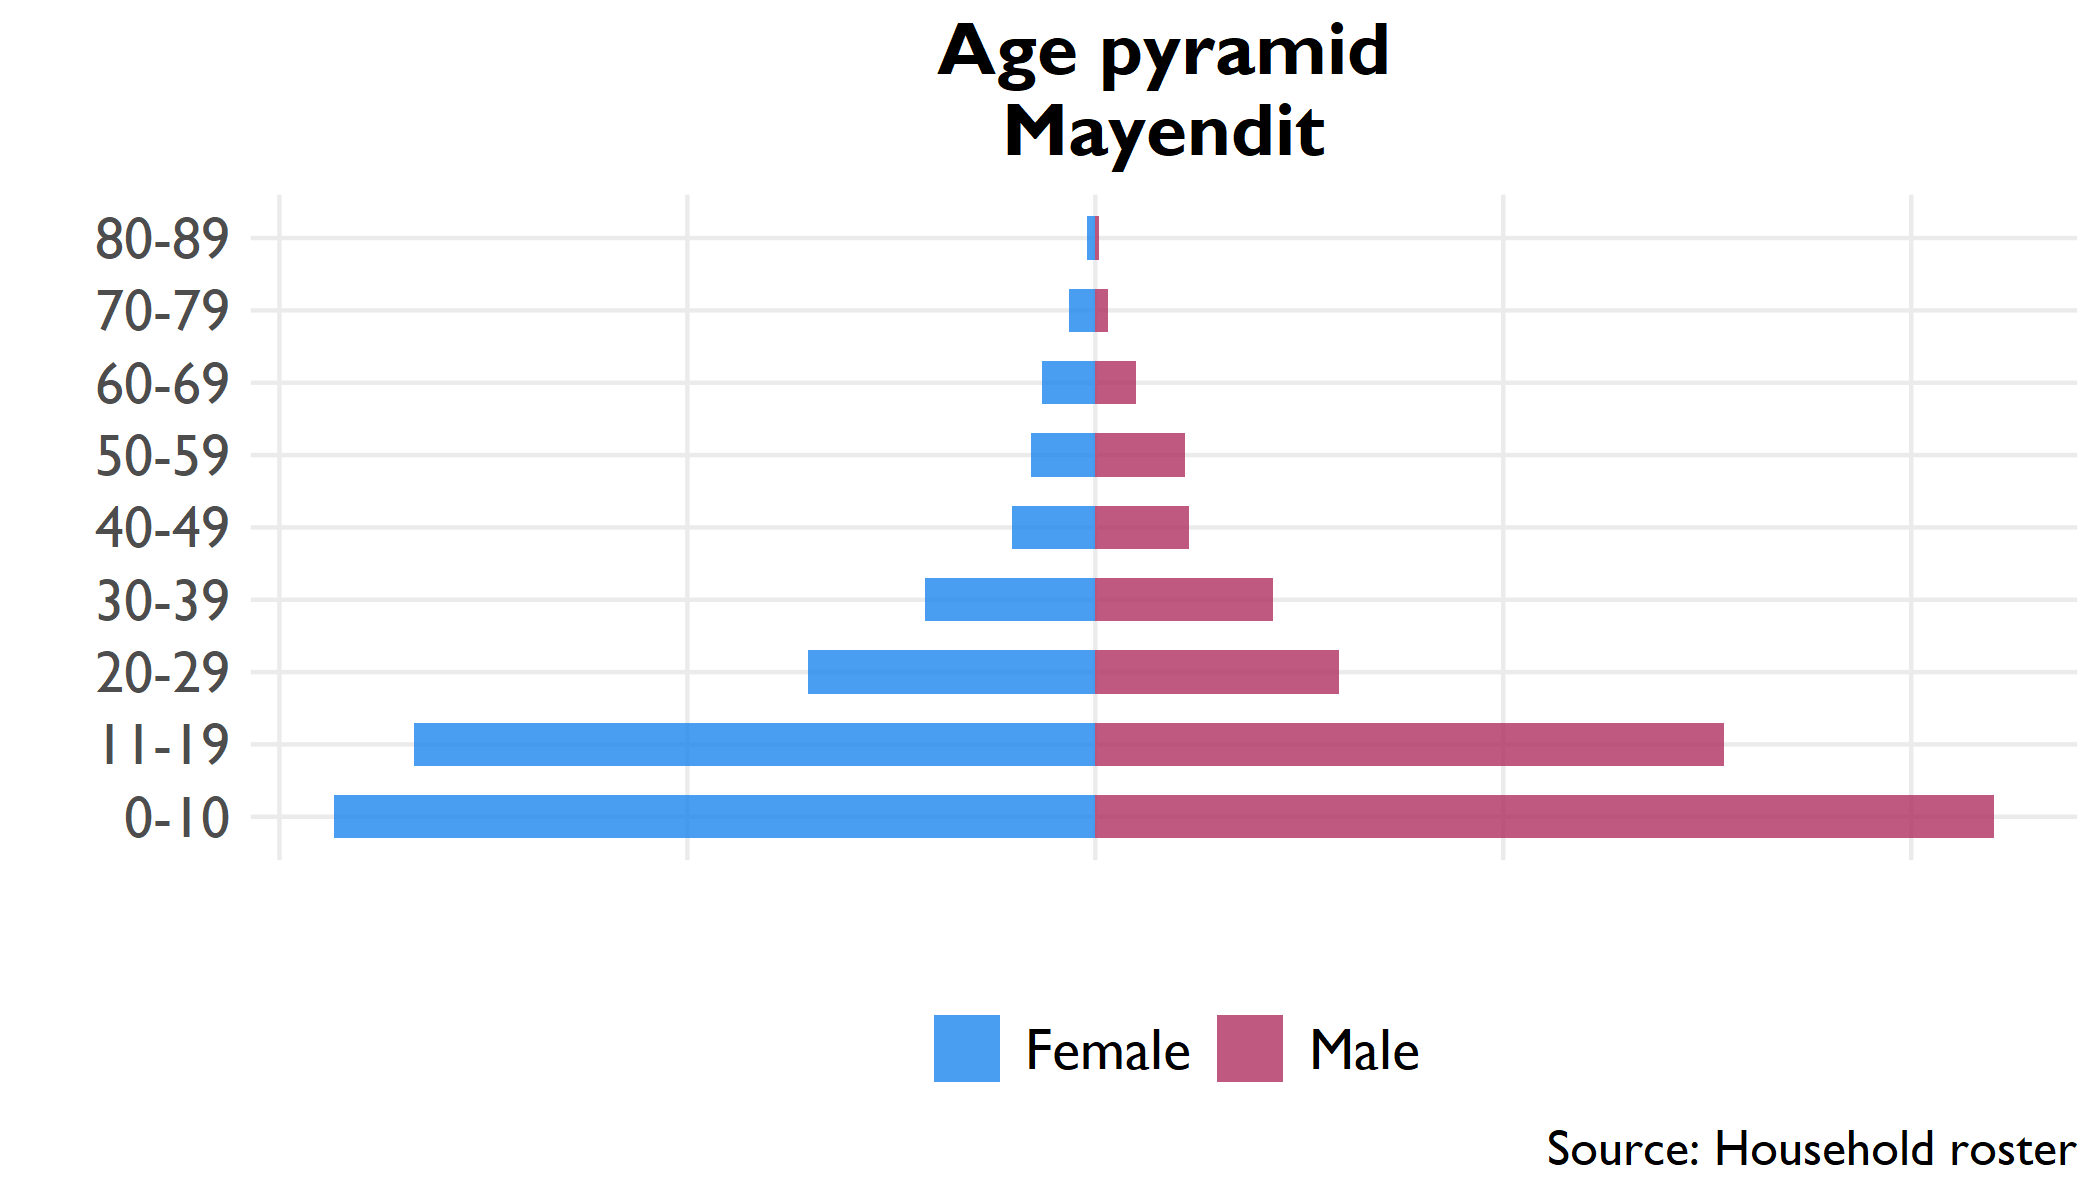 Age pyramid
Mayendit
80-89
70-79
60-69
50-59
40-49
30-39
20-29
11-19
0-10
Female Male
Source: Household roster